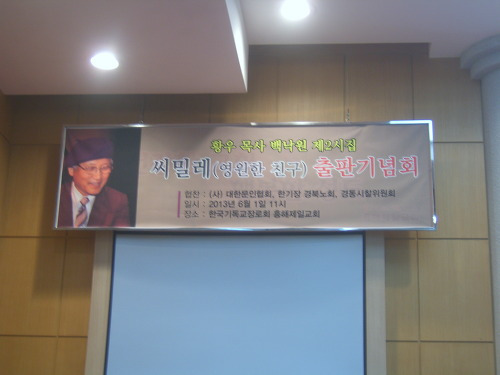 황우 목사 백낙원 제2시집
씨밀레(영원한 친구) 출판기념회
협찬 : (사) 대한문인협회, 한기장 경북노회, 경동시찰위원회
일시 : 2013년 6월 1일 11시
장소 : 한국기독교장로회 흥해제일교회